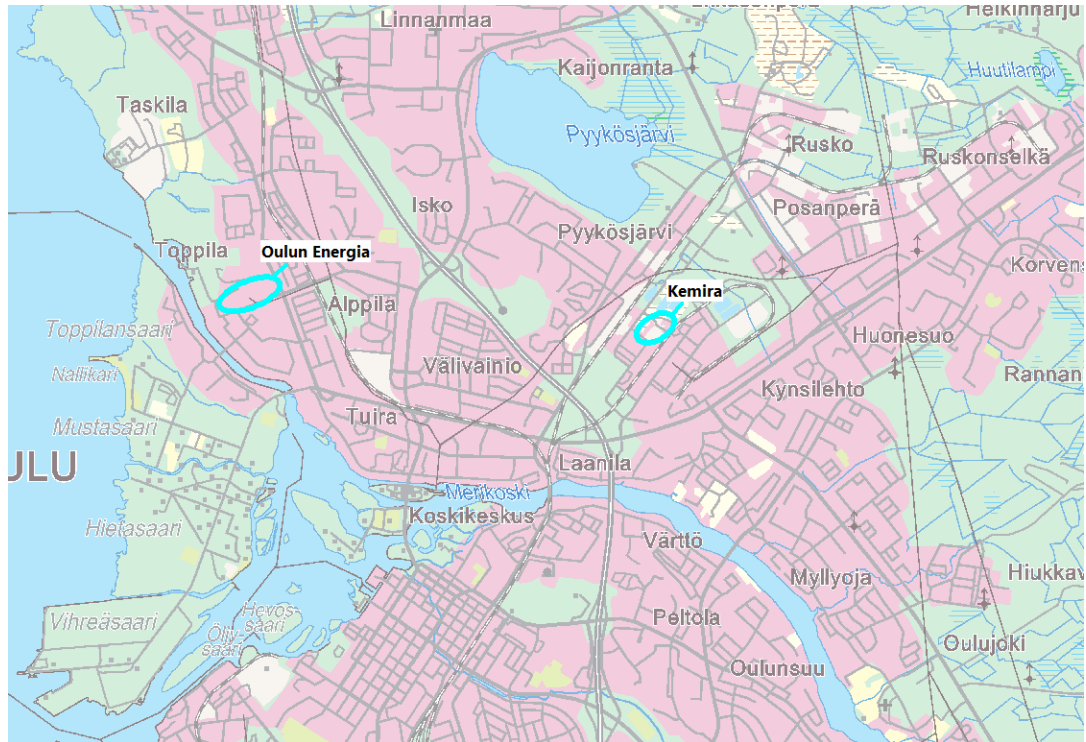 Linnanmaa
Heikinharju
Kaijonranta
Huutilampi
Taskila
Pyykösjärvi
Rusko
Ruskonselkä
Isko
Posanperä
Toppila
Oulun Energia
Pyykösjärvi
Korvens
Kemira
Alppila
Toppilansaari
Huonesuo
Nallikari
Välivainio
Rannan
Kynsilehto
Mustasaari
Tuira
ULU
Laanila
Merikoski
Koskikeskus
Hietasaari
Värttö
Myllyoja
Hiukkav
Hevos-
saari
Vihreäsaari
Peltola
Öljy-
saari
Oulujoki
Oulunsuu